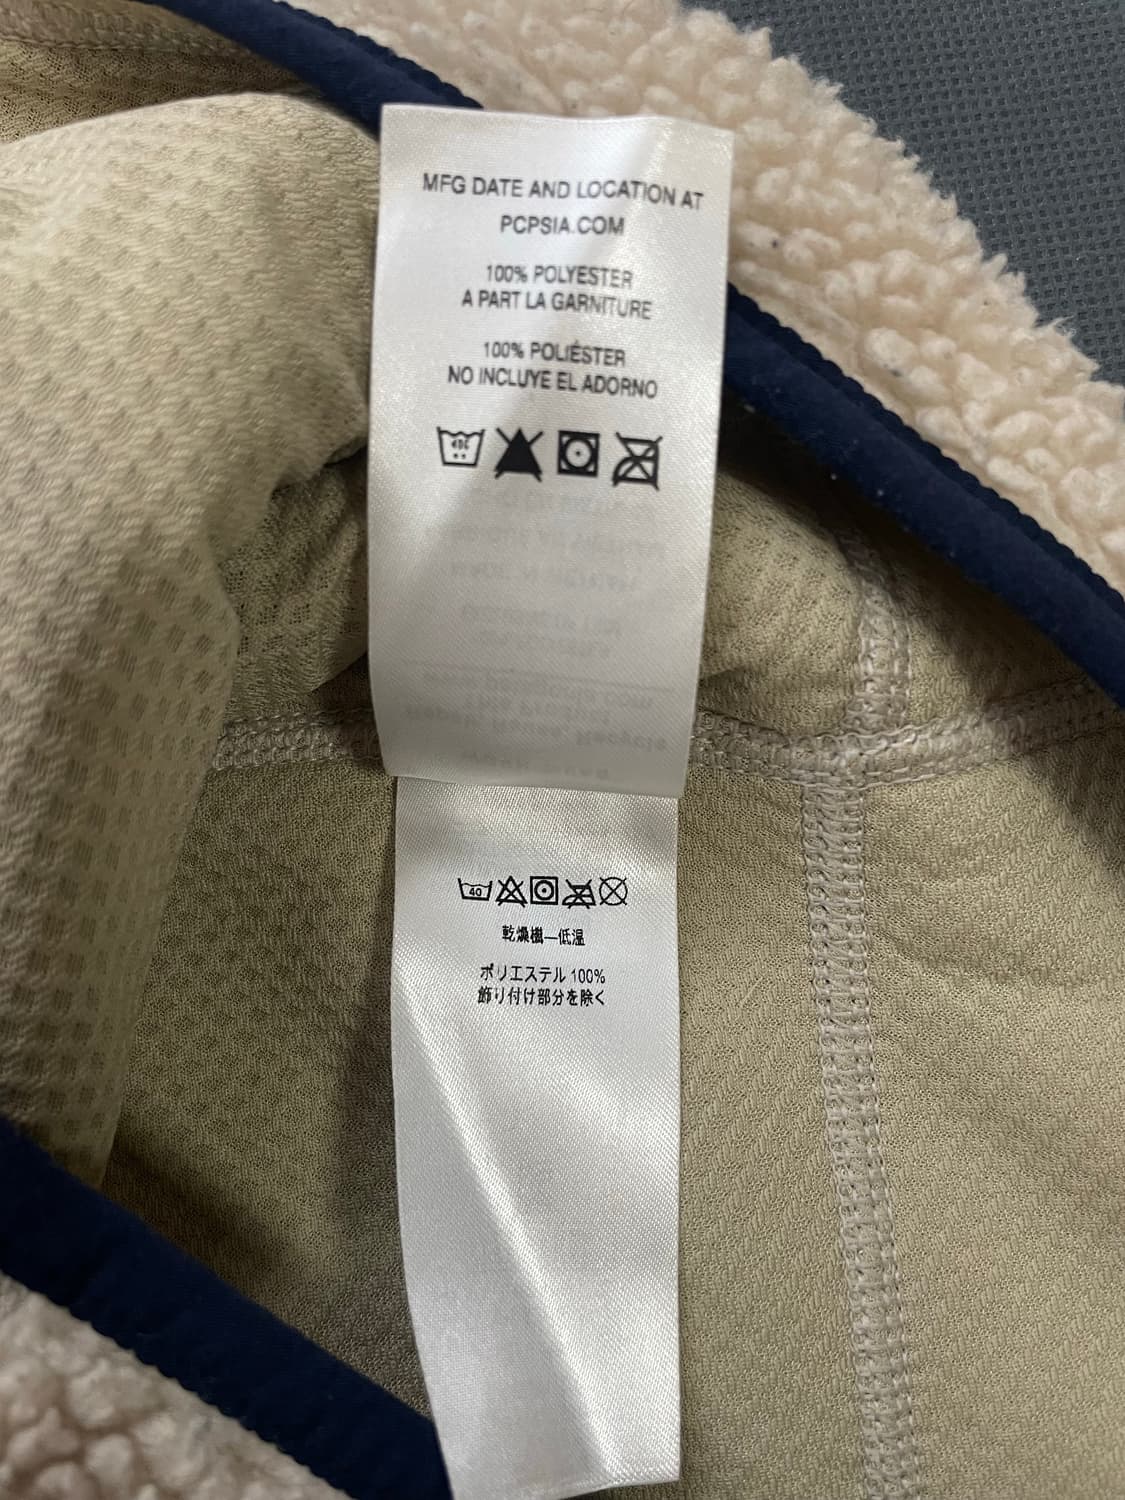 MFG DATE AND LOCATION AT
PCPSIA.COM
100% POLYESTER
A PART LA GARNITURE
100% POLIÉSTER
NO INCLUYE EL ADORNO
40
乾燥機—低温
ポリエステル 100%
飾り付け部分を除く